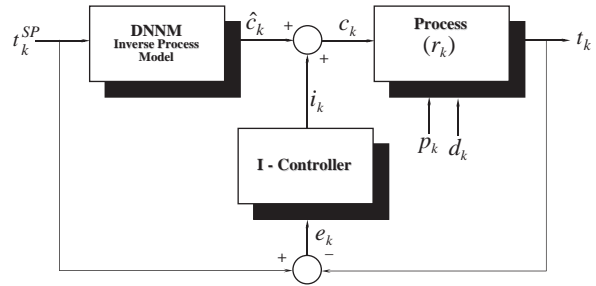 t_k^{SP}
DNNM
Inverse Process
Model
ĉ_k
+
+
c_k
Process
(r_k)
t_k
i_k
p_k
d_k
I - Controller
e_k
+
−